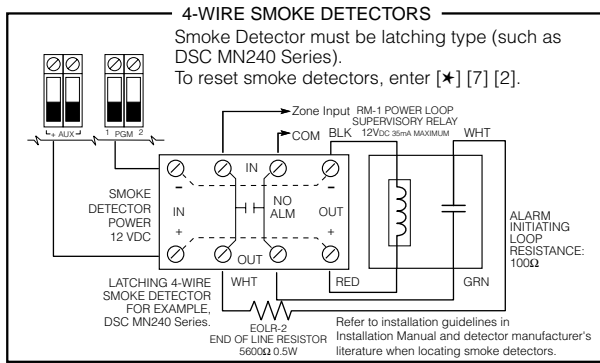 4-WIRE SMOKE DETECTORS
Smoke Detector must be latching type (such as
DSC MN240 Series).
To reset smoke detectors, enter [★] [7] [2].
- + AUX
1 PGM 2
Zone Input
RM-1 POWER LOOP
SUPERVISORY RELAY
12VDC 35mA MAXIMUM
COM
BLK
WHT
IN
-
-
SMOKE
DETECTOR
POWER
12 VDC
IN
+
NO
ALM
OUT
+
OUT
ALARM
INITIATING
LOOP
RESISTANCE:
100Ω
LATCHING 4-WIRE
SMOKE DETECTOR
FOR EXAMPLE,
DSC MN240 Series.
WHT
RED
GRN
EOLR-2
END OF LINE RESISTOR
5600Ω 0.5W
Refer to installation guidelines in
Installation Manual and detector manufacturer's
literature when locating smoke detectors.